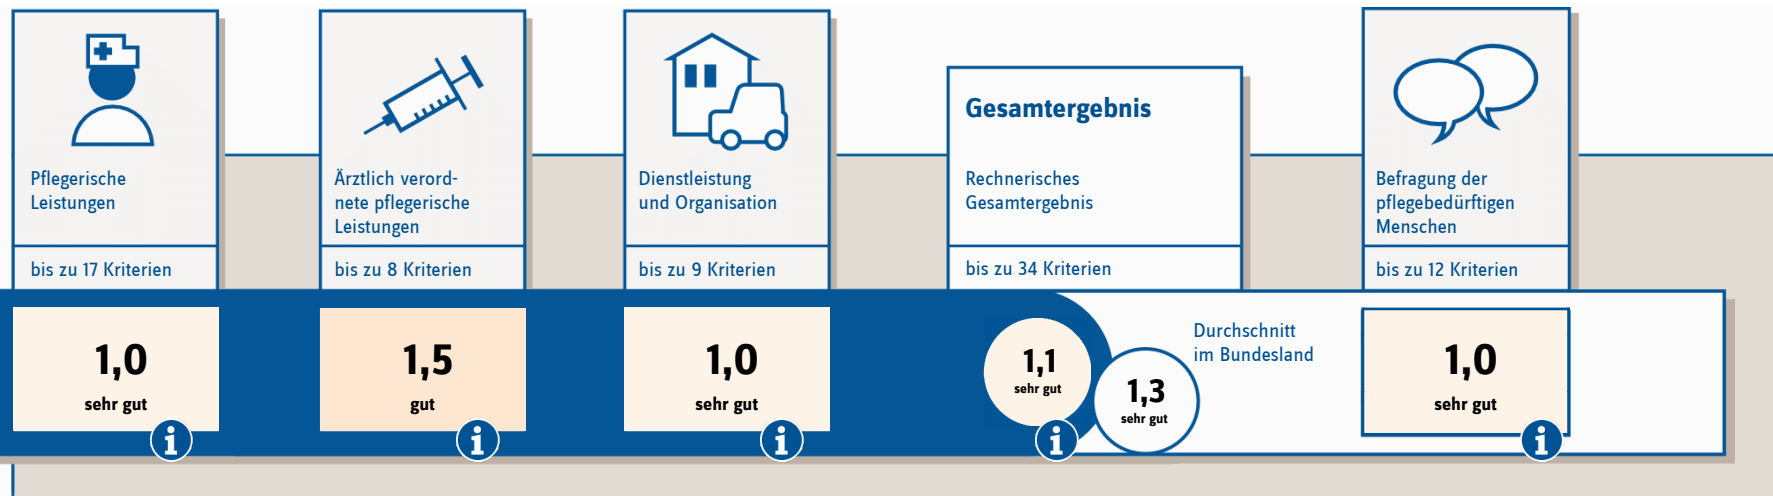 Pflegerische
Leistungen
bis zu 17 Kriterien
1,0
sehr gut
Ärztlich verord-
nete pflegerische
Leistungen
bis zu 8 Kriterien
1,5
gut
Dienstleistung
und Organisation
bis zu 9 Kriterien
1,0
sehr gut
Gesamtergebnis
Rechnerisches
Gesamtergebnis
bis zu 34 Kriterien
1,1
sehr gut
1,3
sehr gut
Durchschnitt
im Bundesland
Befragung der
pflegebedürftigen
Menschen
bis zu 12 Kriterien
1,0
sehr gut